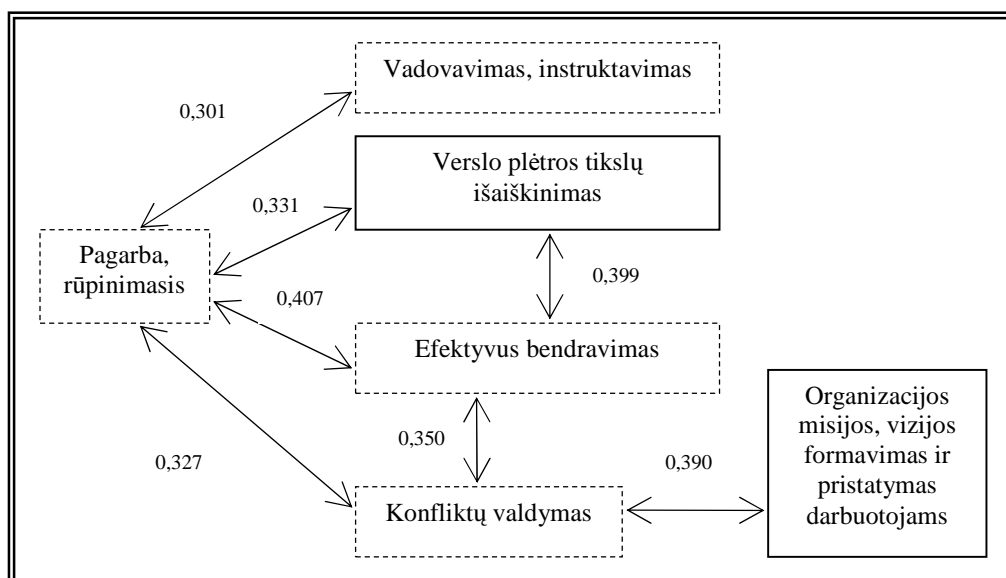 Vadovavimas, instruktavimas
0,301
Verslo plėtros tikslų
išaiškinimas
0,331
Pagarba,
rūpinimasis
0,399
0,407
Efektyvus bendravimas
Organizacijos
misijos, vizijos
formavimas ir
pristatymas
darbuotojams
0,350
0,390
0,327
Konfliktų valdymas